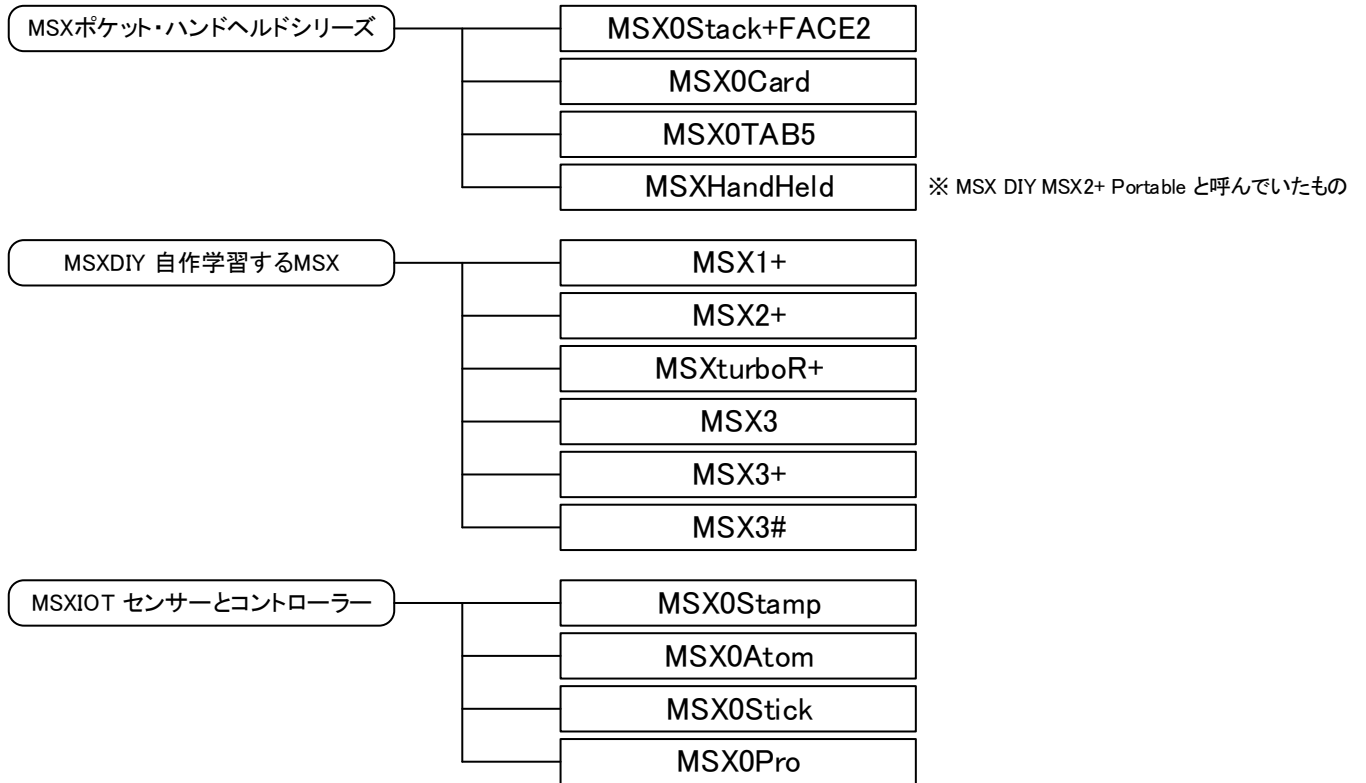 MSXポケット・ハンドヘルドシリーズ
MSX0Stack+FACE2
MSX0Card
MSX0TAB5
MSXHandHeld ※ MSX DIY MSX2+ Portable と呼んでいたもの
MSXDIY 自作学習するMSX
MSX1+
MSX2+
MSXturboR+
MSX3
MSX3+
MSX3#
MSXIOT センサーとコントローラー
MSX0Stamp
MSX0Atom
MSX0Stick
MSX0Pro